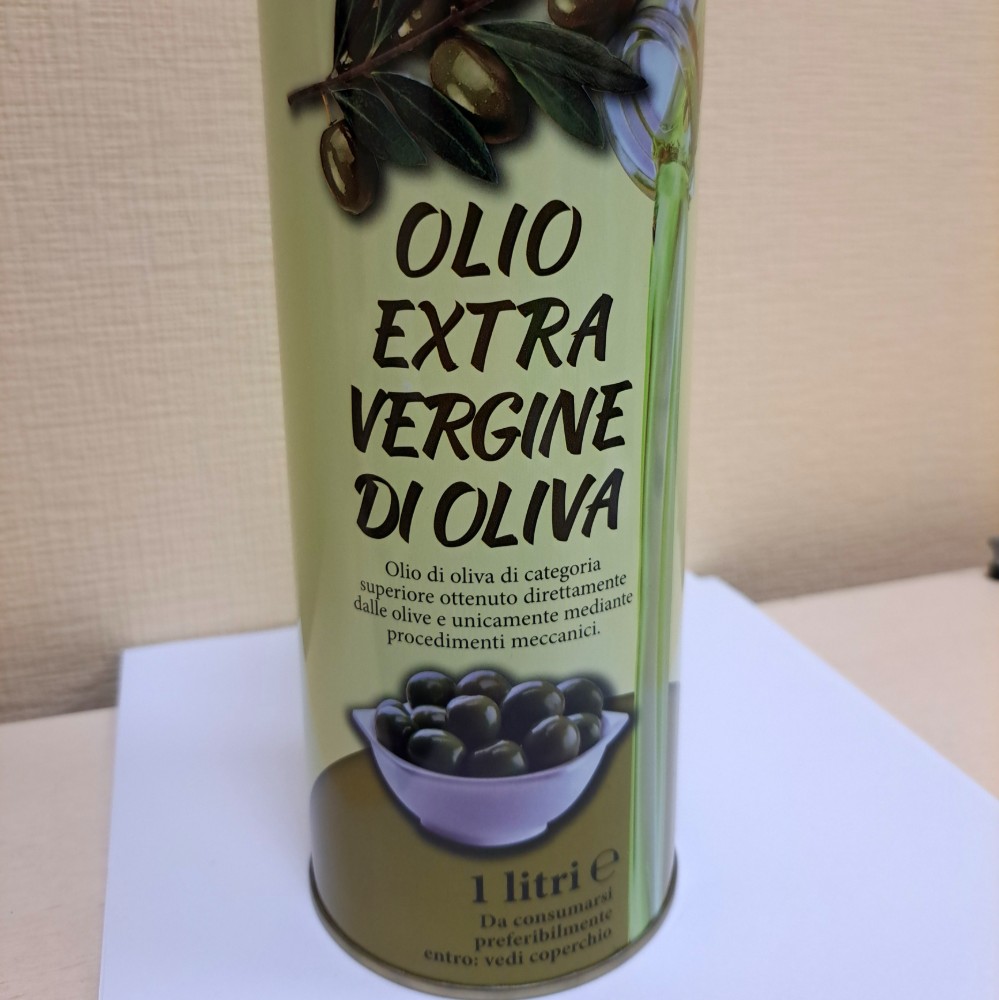 OLIO
EXTRA
VERGINE
DI OLIVA
Olio di oliva di categoria
superiore ottenuto direttamente
dalle olive e unicamente mediante
procedimenti meccanici.
1 litri ℮
Da consumarsi
preferibilmente
entro: vedi coperchio